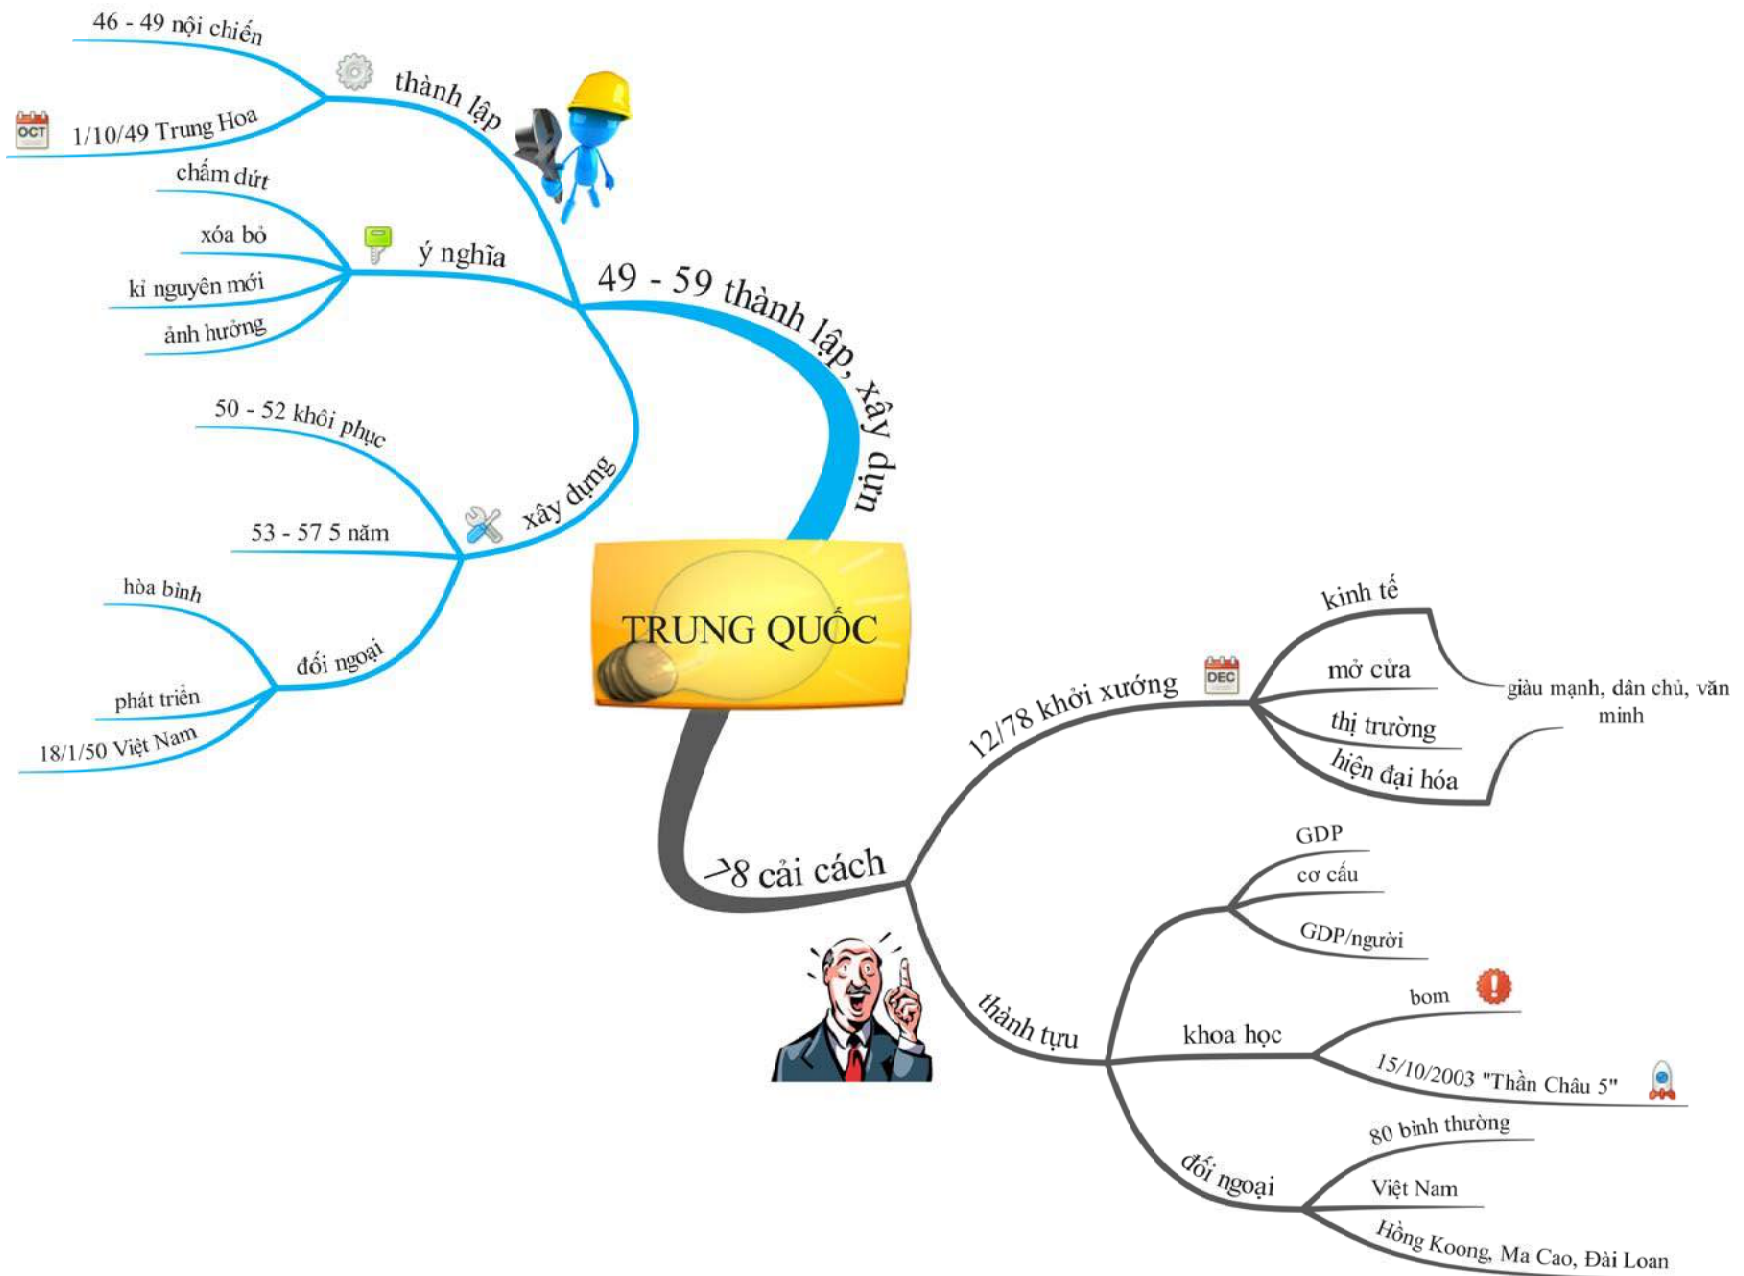 TRUNG QUỐC
49 - 59 thành lập, xây dựn
thành lập
46 - 49 nội chiến
OCT
1/10/49 Trung Hoa
ý nghĩa
chấm dứt
xóa bỏ
kỉ nguyên mới
ảnh hưởng
xây dựng
50 - 52 khôi phục
53 - 57 5 năm
đối ngoại
hòa bình
phát triển
18/1/50 Việt Nam
78 cải cách
12/78 khởi xướng
DEC
kinh tế
mở cửa
thị trường
hiện đại hóa
giàu mạnh, dân chủ, văn
minh
thành tựu
GDP
cơ cấu
GDP/người
khoa học
bom
15/10/2003 "Thần Châu 5"
đối ngoại
80 bình thường
Việt Nam
Hồng Koong, Ma Cao, Đài Loan